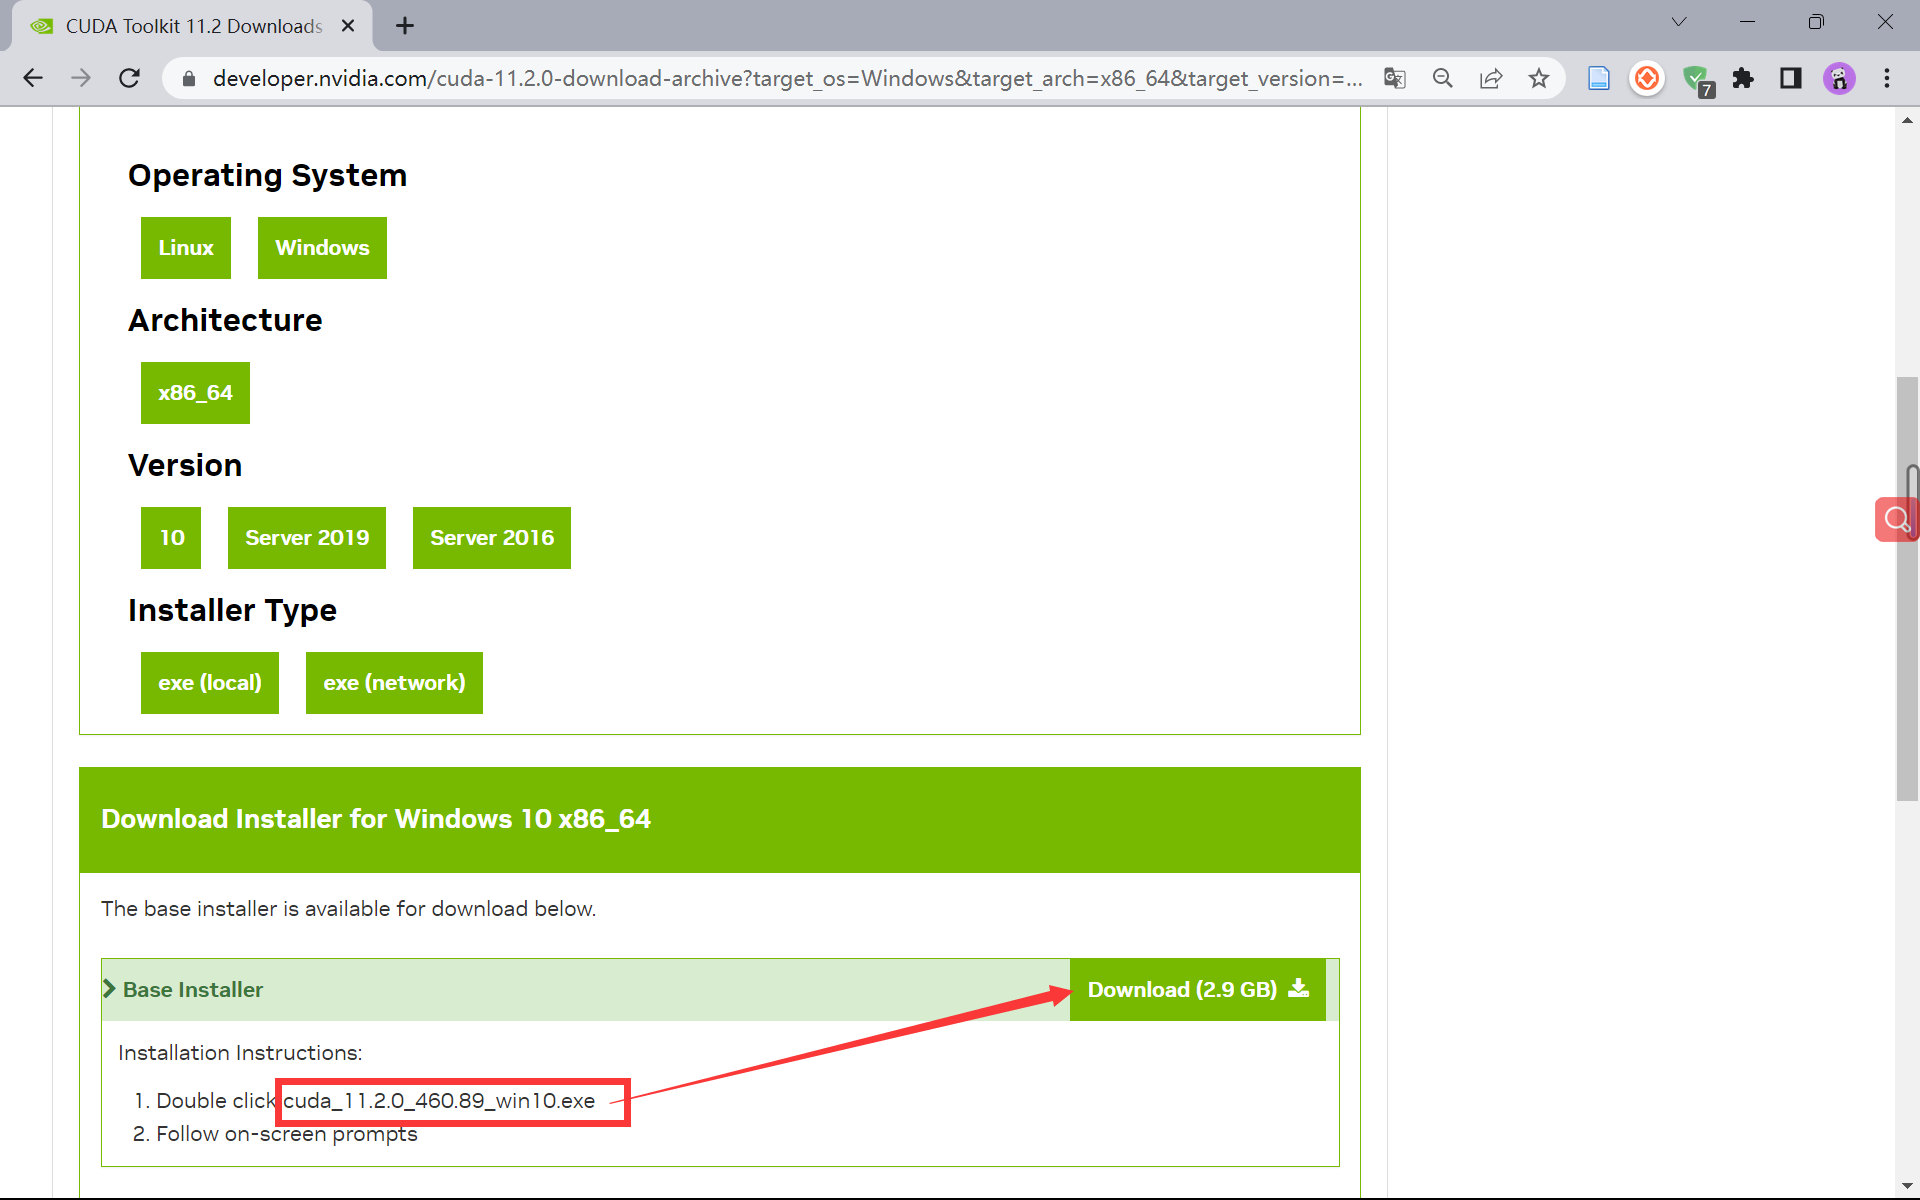 CUDA Toolkit 11.2 Downloads
developer.nvidia.com/cuda-11.2.0-download-archive?target_os=Windows&target_arch=x86_64&target_version=...
7
Operating System
Linux Windows
Architecture
x86_64
Version
10 Server 2019 Server 2016
Installer Type
exe (local) exe (network)
Download Installer for Windows 10 x86_64
The base installer is available for download below.
Base Installer Download (2.9 GB)
Installation Instructions:
1. Double click cuda_11.2.0_460.89_win10.exe
2. Follow on-screen prompts